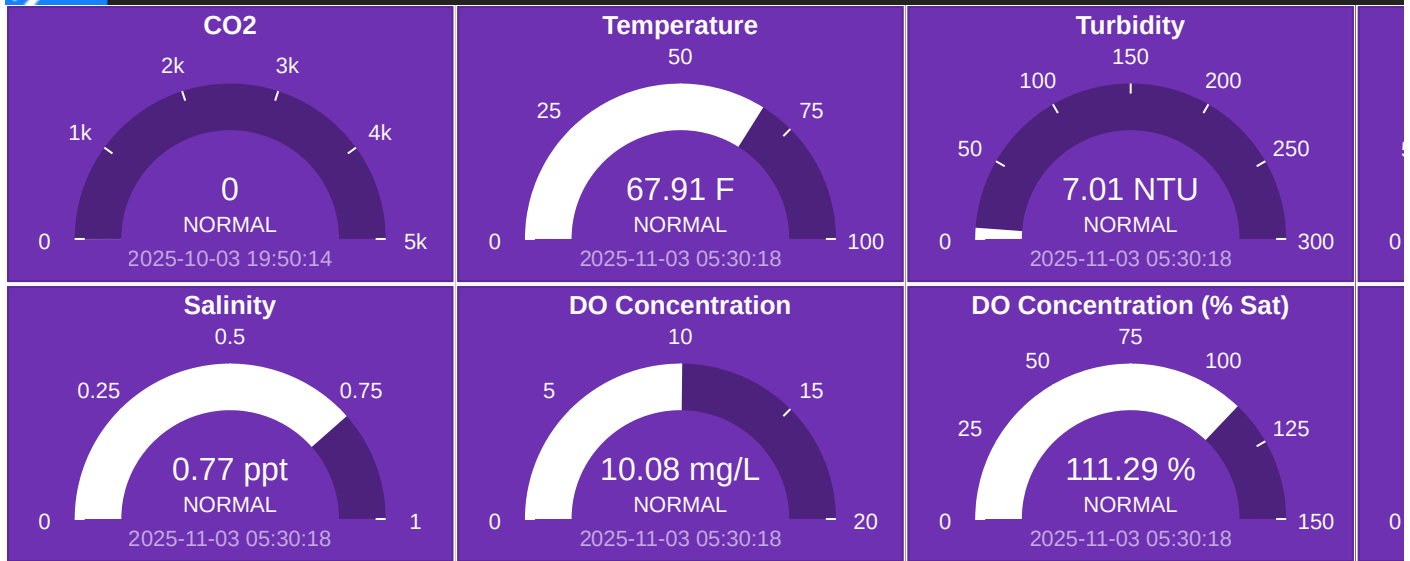 CO2
2k
3k
1k
4k
0
NORMAL
0
5k
2025-10-03 19:50:14
Temperature
50
25
75
67.91 F
NORMAL
0
100
2025-11-03 05:30:18
Turbidity
150
100
200
50
250
7.01 NTU
NORMAL
0
300
2025-11-03 05:30:18
0
Salinity
0.5
0.25
0.75
0.77 ppt
NORMAL
0
1
2025-11-03 05:30:18
DO Concentration
10
5
15
10.08 mg/L
NORMAL
0
20
2025-11-03 05:30:18
DO Concentration (% Sat)
75
50
100
25
125
111.29 %
NORMAL
0
150
2025-11-03 05:30:18
0